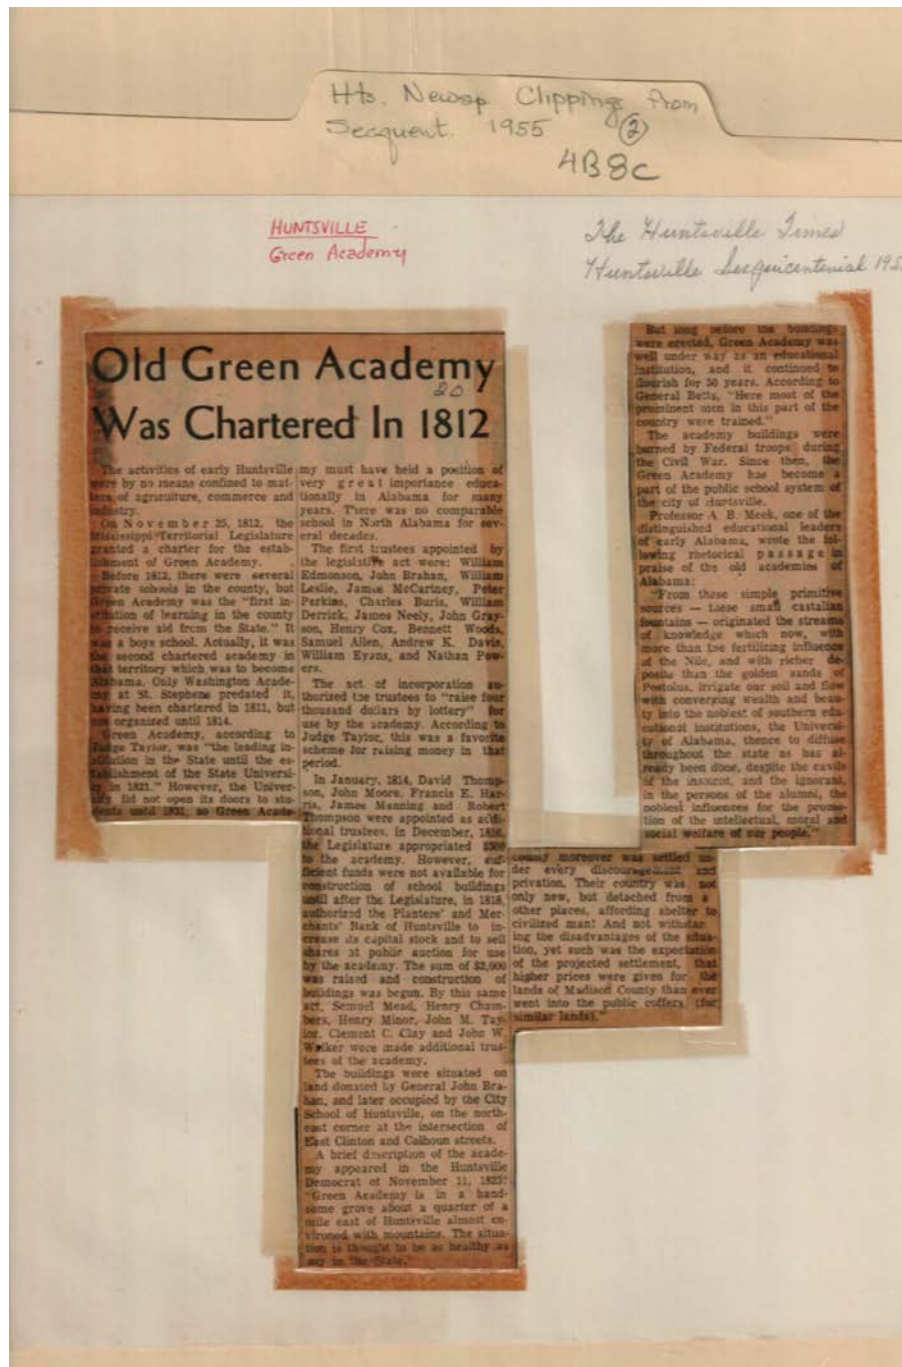 Hts. Newsp Clippings from
Secquent. 1955 2
4B8C
HUNTSVILLE
Green Academy
The Huntsville Times
Huntsville Sesquicentenial 195
Old Green Academy
20
Was Chartered In 1812
The activities of early Huntsville
were by no means confined to mat-
ters of agriculture, commerce and
industry.
On November 25, 1812, the
Mississippi Territorial Legislature
granted a charter for the estab-
lishment of Green Academy.
Before 1812, there were several
private schools in the county, but
Green Academy was the "first in-
stitution of learning in the county
to receive aid from the State." It
was a boys school. Actually, it was
the second chartered academy in
that territory which was to become
Alabama. Only Washington Acade-
my at St. Stephens predated it,
having been chartered in 1811, but
not organized until 1814.
Green Academy, according to
Judge Taylor, was "the leading in-
stitution in the State until the es-
tablishment of the State Universi-
ty in 1821." However, the Univer-
sity did not open its doors to stu-
dents until 1831, so Green Acade-
my must have held a position of
very great importance educa-
tionally in Alabama for many
years. There was no comparable
school in North Alabama for sev-
eral decades.
The first trustees appointed by
the legislative act were: William
Edmonson, John Brahan, William
Leslie, James McCartney, Peter
Perkins, Charles Buris, William
Derrick, James Neely, John Gray-
son, Henry Cox, Bennett Woods,
Samuel Allen, Andrew K. Davis,
William Evans, and Nathan Pow-
ers.
The act of incorporation au-
thorized the trustees to "raise four
thousand dollars by lottery" for
use by the academy. According to
Judge Taylor, this was a favorite
scheme for raising money in that
period.
In January, 1814, David Thomp-
son, John Moore, Francis E. Har-
ris, James Manning and Robert
Thompson were appointed as addi-
tional trustees. in December, 1816,
the Legislature appropriated $500
to the academy. However, suf-
ficient funds were not available for
construction of school buildings
until after the Legislature, in 1818,
authorized the Planters' and Mer-
chants' Bank of Huntsville to in-
crease its capital stock and to sell
shares at public auction for use
by the academy. The sum of $2,000
was raised and construction of
buildings was begun. By this same
act, Semuel Mead, Henry Cham-
bers, Henry Minor, John M. Tay-
lor, Clement C. Clay and John W.
Walker were made additional trus-
tees of the academy.
The buildings were situated on
land donated by General John Bra-
han, and later occupied by the City
School of Huntsville, on the north-
east corner at the intersection of
East Clinton and Calhoun streets.
A brief description of the acade-
my appeared in the Huntsville
Democrat of November 11, 1823:
"Green Academy is in a hand-
some grove about a quarter of a
mile east of Huntsville almost en-
vironed with mountains. The situa-
tion is thought to be as healthy as
any in the State."
But long before the buildings
were erected, Green Academy was
well under way as an educational
institution, and it continued to
flourish for 50 years. According to
General Betts, "Here most of the
prominent men in this part of the
country were trained."
The academy buildings were
burned by Federal troops during
the Civil War. Since then, the
Green Academy has become a
part of the public school system of
the city of Huntsville.
Professor A. B. Meek, one of the
distinguished educational leaders
of early Alabama, wrote the fol-
lowing rhetorical passage in
praise of the old academies of
Alabama:
"From these simple primitive
sources — these small castalian
fountains — originated the streams
of knowledge which now, with
more than the fertilizing influence
of the Nile, and with richer de-
posits than the golden sands of
Postolus, irrigate our soil and flow
with converging wealth and beau-
ty into the noblest of southern edu-
cational institutions, the Universi-
ty of Alabama, thence to diffuse
throughout the state as has al-
ready been done, despite the cavils
of the insolent, and the ignorant,
in the persons of the alumni, the
noblest influences for the promo-
tion of the intellectual, moral and
social welfare of our people."
county moreover was settled un-
der every discouragement and
privation. Their country was not
only new, but detached from a
other places, affording shelter to
civilized man! And not withstan
ing the disadvantages of the situa-
tion, yet such was the expectation
of the projected settlement, that
higher prices were given for the
lands of Madison County than ever
went into the public coffers (for
similar lands)."